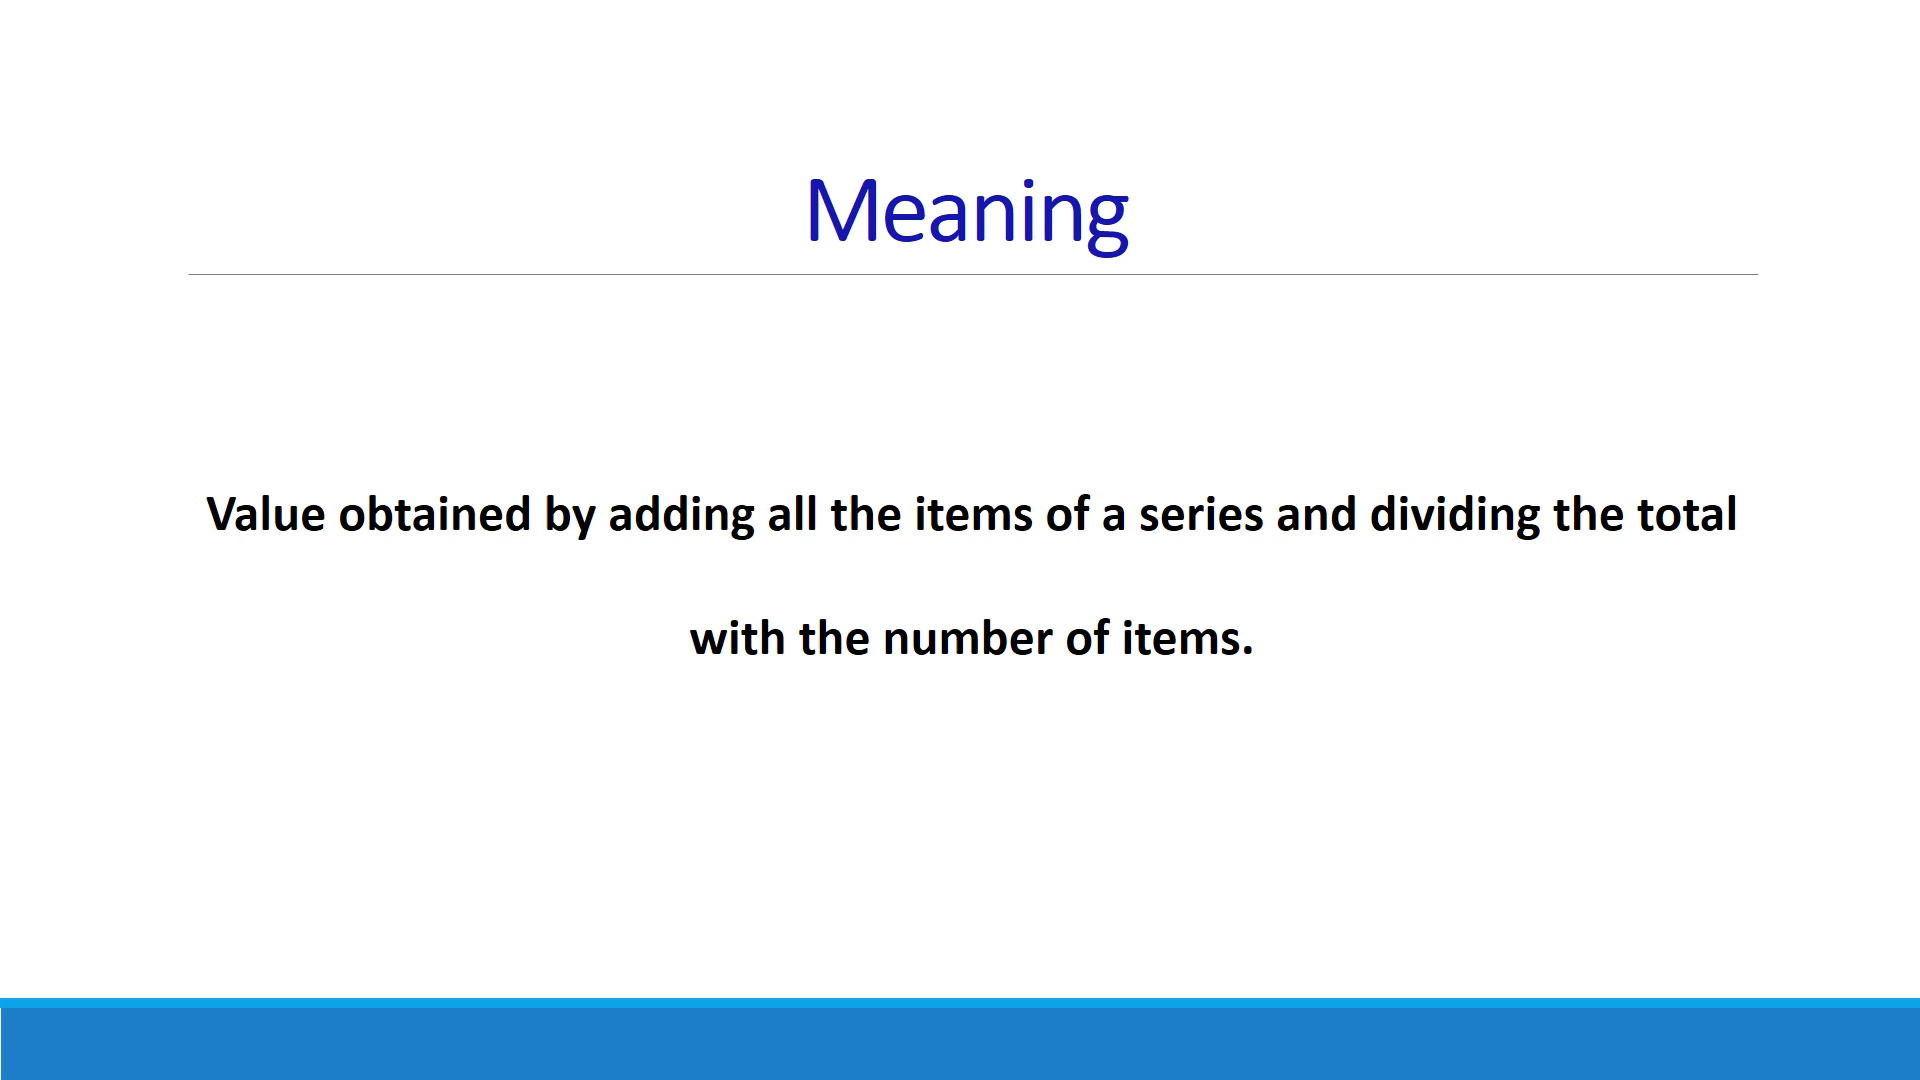 Meaning
Value obtained by adding all the items of a series and dividing the total
with the number of items.